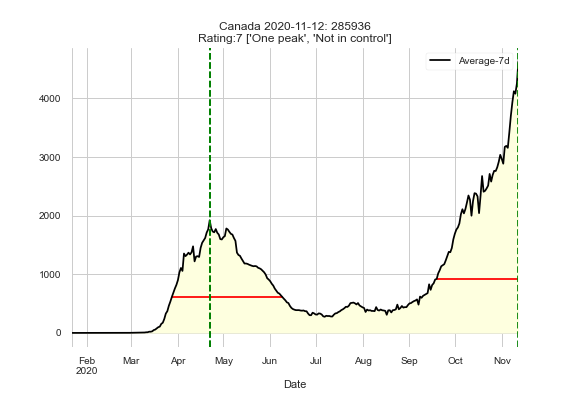 Canada 2020-11-12: 285936
Rating:7 ['One peak', 'Not in control']
Average-7d
4000
3000
2000
1000
0
Feb
2020
Mar
Apr
May
Jun
Jul
Aug
Sep
Oct
Nov
Date